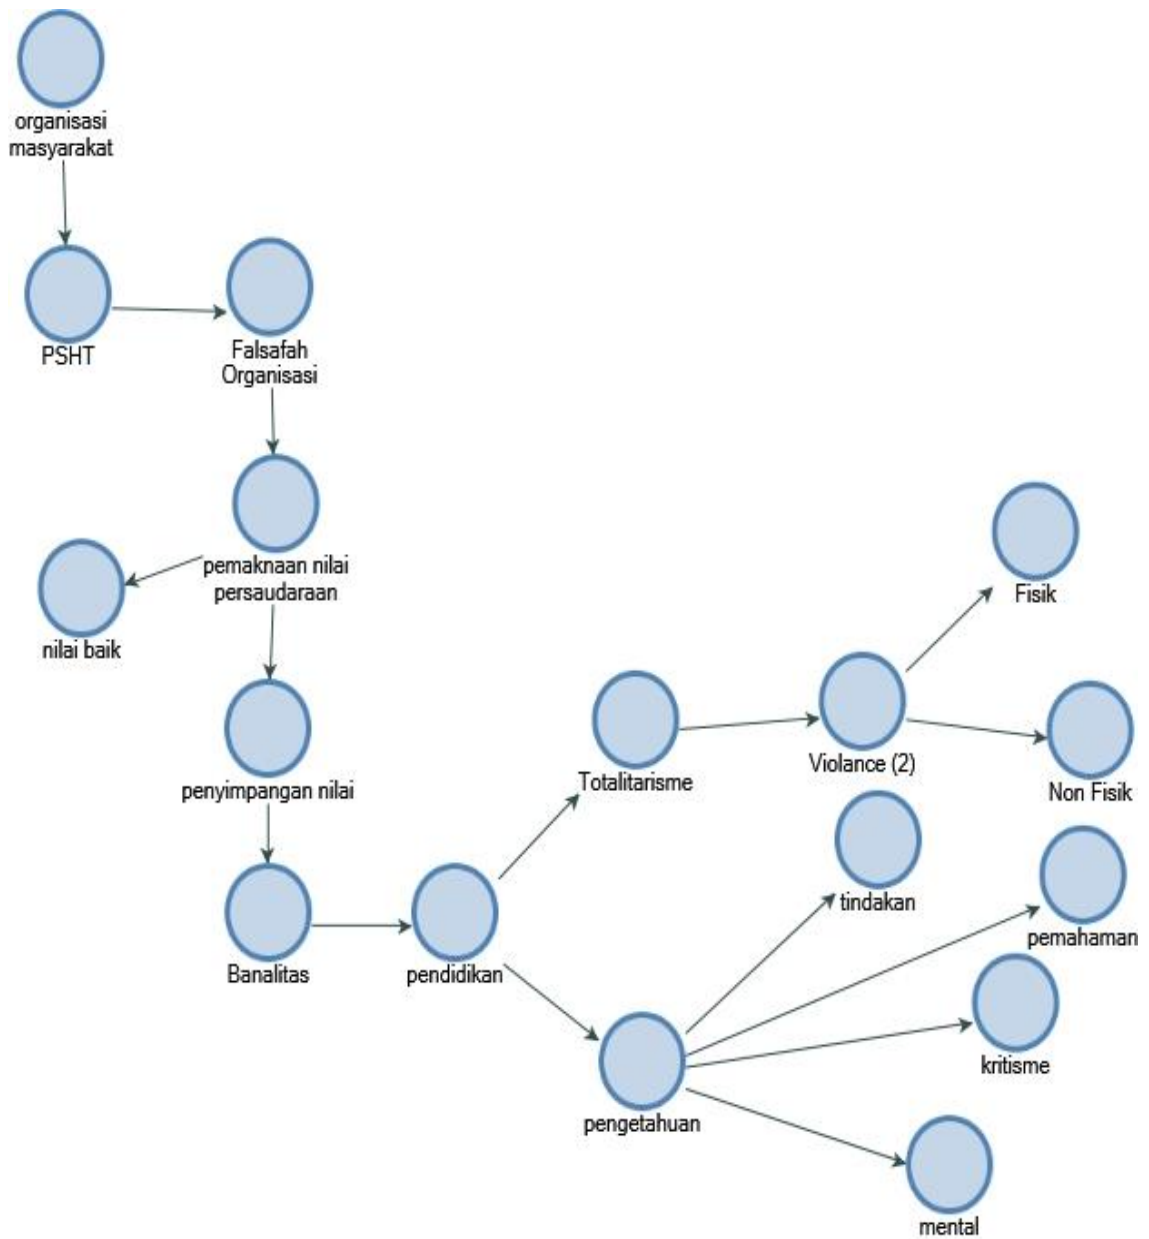 organisasi
masyarakat
PSHT
Falsafah
Organisasi
pemaknaan nilai
persaudaraan
nilai baik
penyimpangan nilai
Banalitas
pendidikan
Totalitarisme
Violance (2)
Fisik
Non Fisik
tindakan
pemahaman
kritisme
pengetahuan
mental